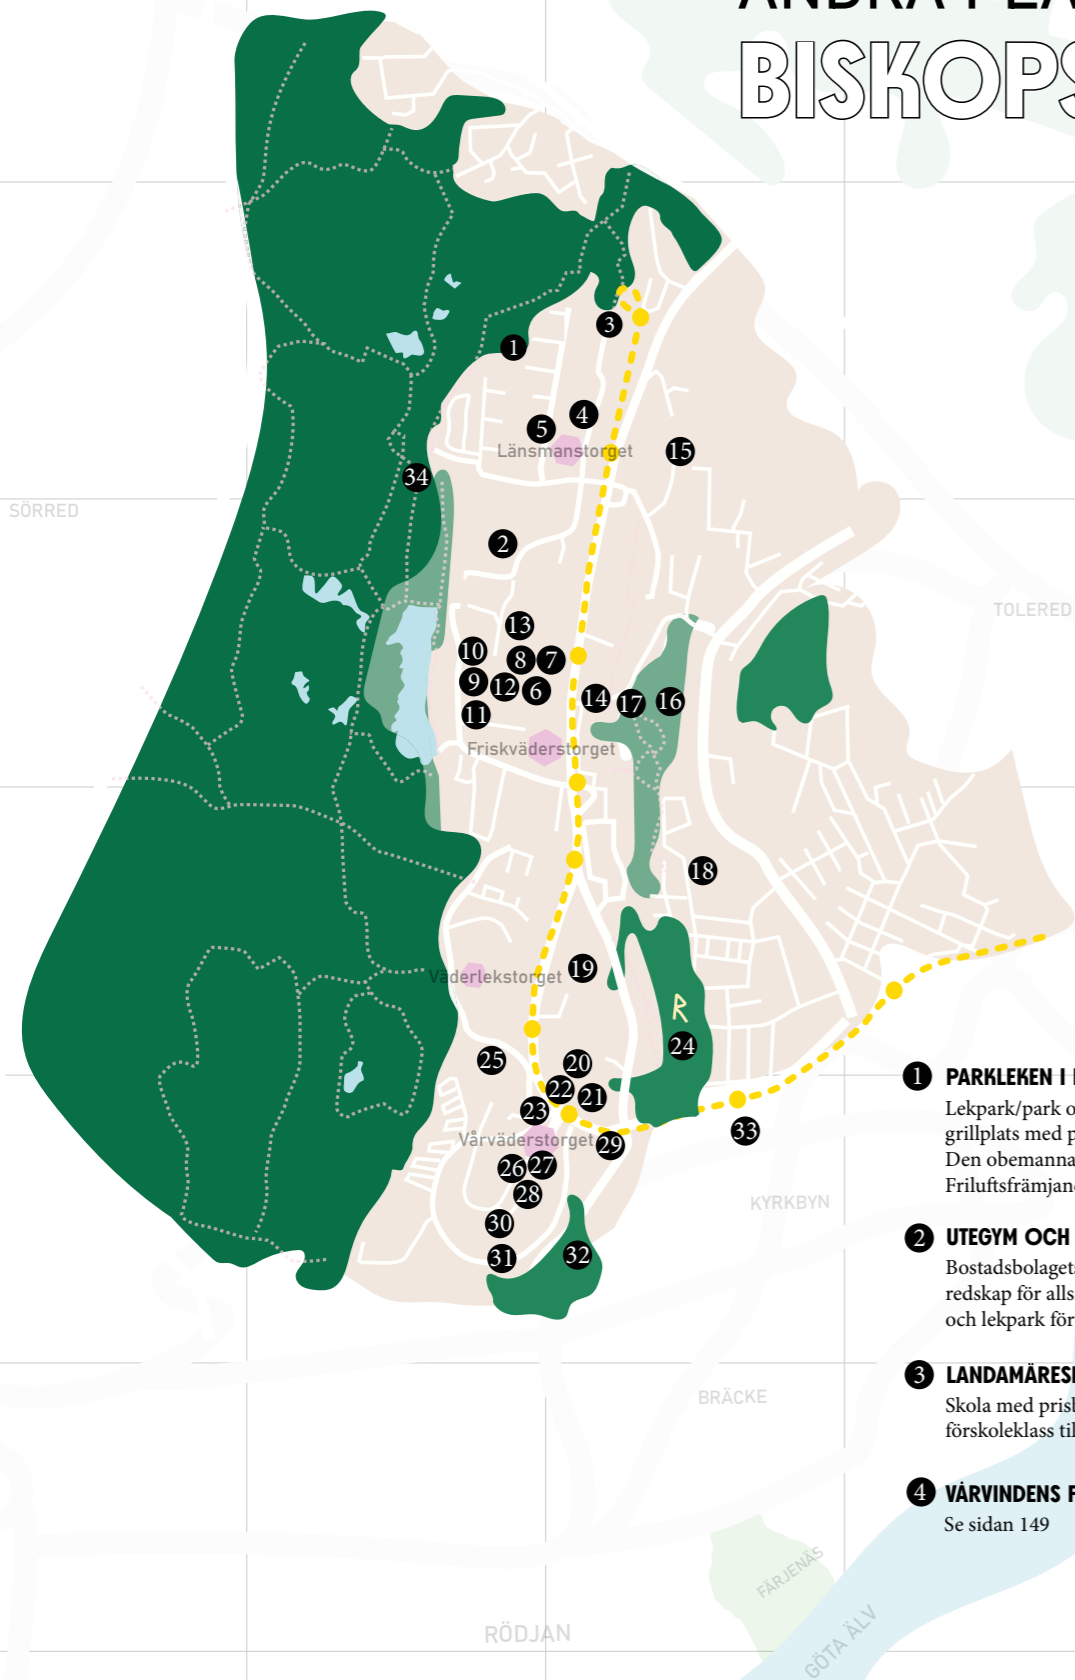 BISKOPS
1
3
4
5
Länsmanstorget
15
34
SÖRRED
2
TOLERED
13
10
8
7
9
12
6
11
14
17
16
Friskväderstorget
18
Väderlekstorget
19
24
25
20
22
21
23
Vårväderstorget
29
33
26
27
28
30
31
32
KYRKBYN
BRÄCKE
RÖDJAN
FÄRJENÄS
GÖTA ÄLV
1 PARKLEKEN I
Lekpark/park
grillplats med
Den obemanna
Friluftsfrämjan
2 UTEGYM OCH
Bostadsbolaget
redskap för alls
och lekpark för
3 LANDAMÄRES
Skola med pris
förskoleklass til
4 VÅRVINDENS F
Se sidan 149